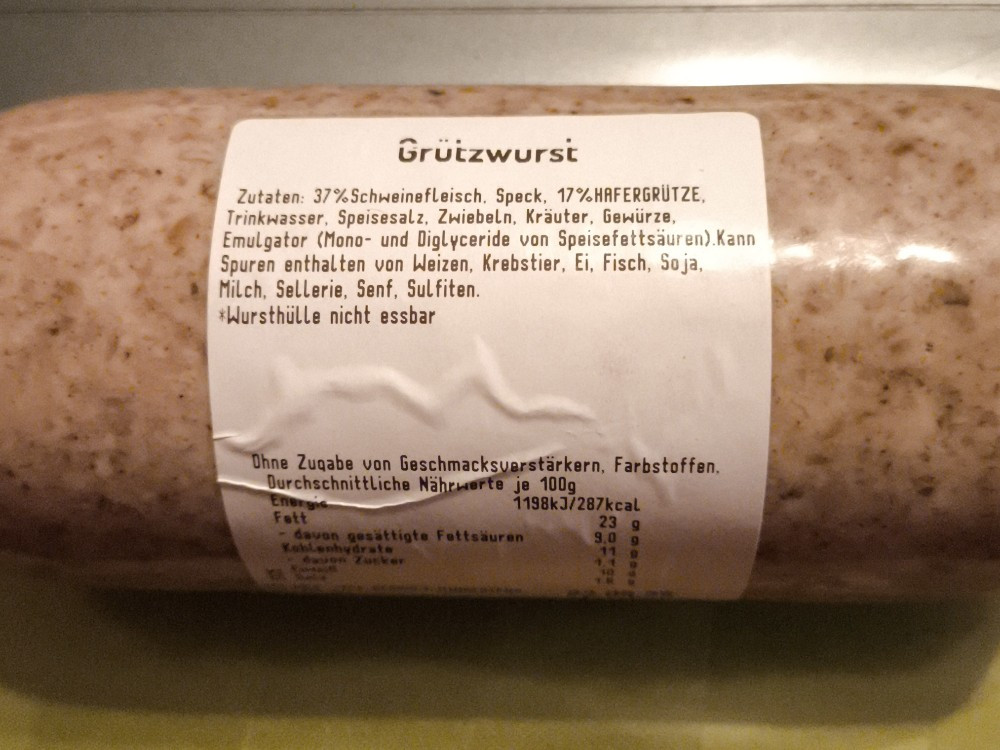 Grützwurst
Zutaten: 37%Schweinefleisch, Speck, 17%HAFERGRÜTZE,
Trinkwasser, Speisesalz, Zwiebeln, Kräuter, Gewürze,
Emulgator (Mono- und Diglyceride von Speisefettsäuren).Kann
Spuren enthalten von Weizen, Krebstier, Ei, Fisch, Soja,
Milch, Sellerie, Senf, Sulfiten.
*Wursthülle nicht essbar
Ohne Zugabe von Geschmacksverstärkern, Farbstoffen.
Durchschnittliche Nährwerte je 100g
Energie 1198kJ/287kcal
Fett 23 g
- davon gesättigte Fettsäuren 9,0 g
Kohlenhydrate 11 g
- davon Zucker 1,1 g